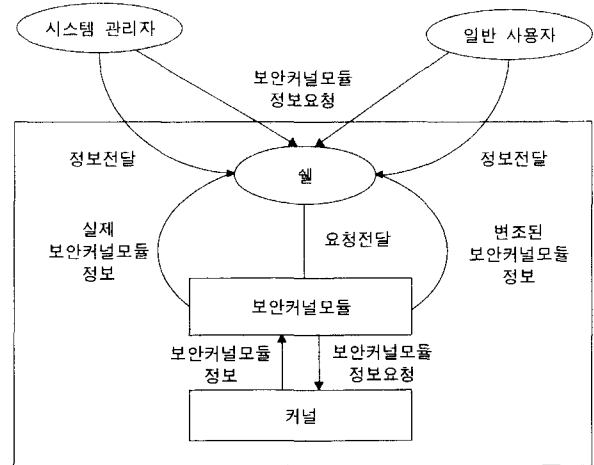 시스템 관리자
일반 사용자
보안커널모듈
정보요청
정보전달
정보전달
쉘
실제
보안커널모듈
정보
요청전달
변조된
보안커널모듈
정보
보안커널모듈
보안커널모듈
정보
보안커널모듈
정보요청
커널